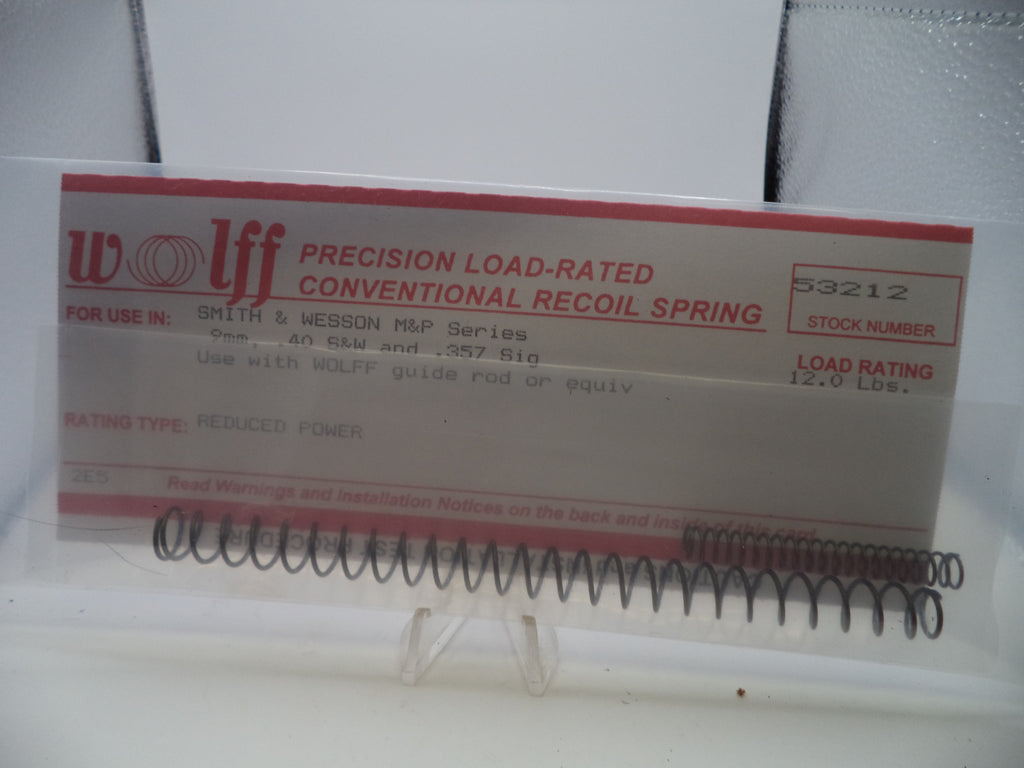 wolff
PRECISION LOAD-RATED
CONVENTIONAL RECOIL SPRING
53212
STOCK NUMBER
FOR USE IN: SMITH & WESSON M&P Series
9mm, .40 S&W and .357 Sig
Use with WOLFF guide rod or equiv
LOAD RATING
12.0 Lbs.
RATING TYPE: REDUCED POWER
2E5
Read Warnings and Installation Notices on the back and inside of this card
TEST PROCEDURE